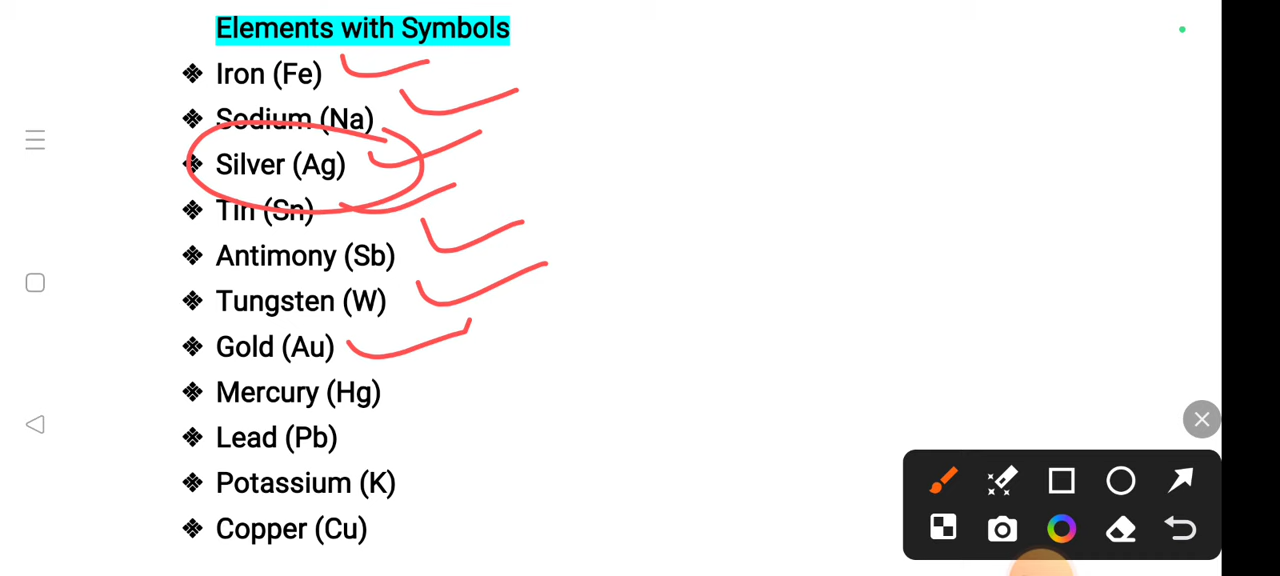 Elements with Symbols
❖ Iron (Fe)
❖ Sodium (Na)
❖ Silver (Ag)
❖ Tin (Sn)
❖ Antimony (Sb)
❖ Tungsten (W)
❖ Gold (Au)
❖ Mercury (Hg)
❖ Lead (Pb)
❖ Potassium (K)
❖ Copper (Cu)